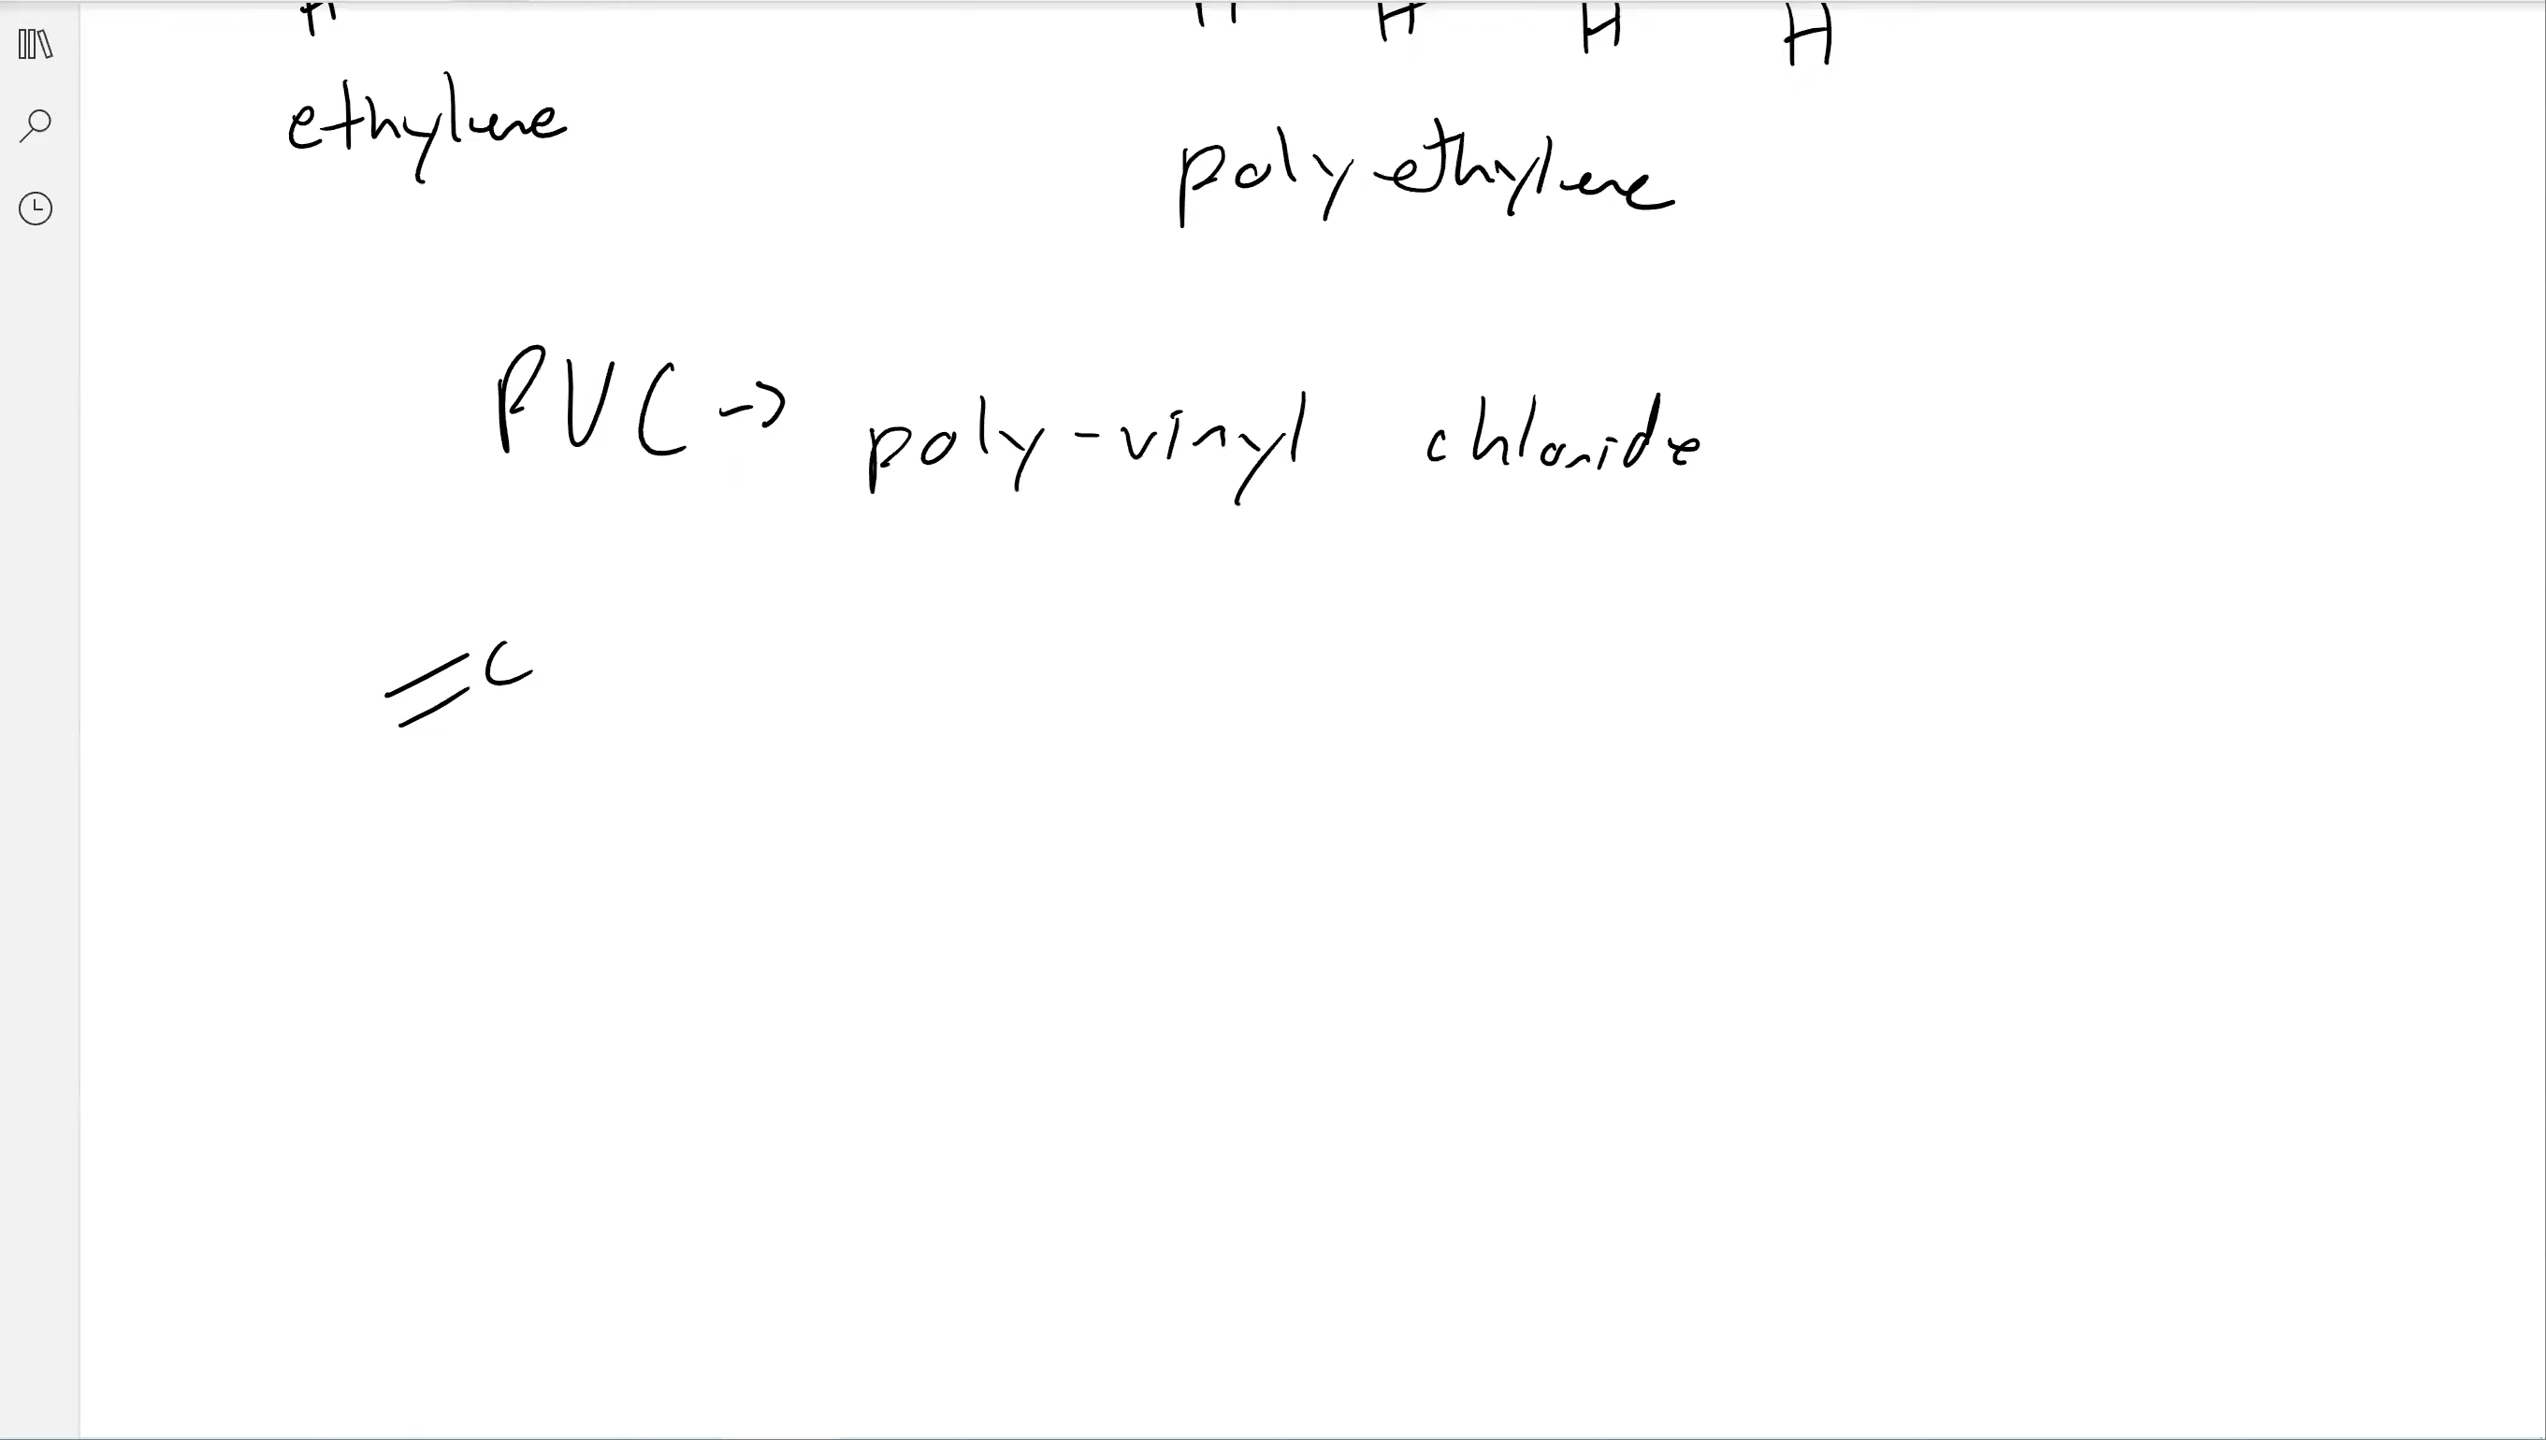 H H H H H
ethylene
polyethylene
PVC -> poly-vinyl chloride
=C